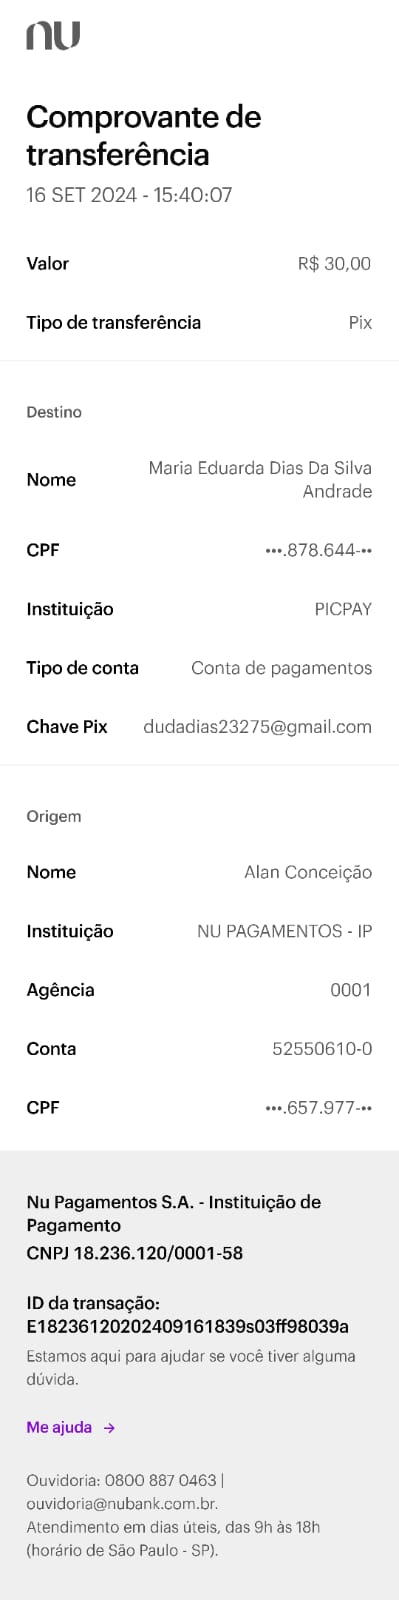 nu
Comprovante de
transferência
16 SET 2024 - 15:40:07
Valor R$ 30,00
Tipo de transferência Pix
Destino
Nome Maria Eduarda Dias Da Silva
Andrade
CPF •••.878.644-••
Instituição PICPAY
Tipo de conta Conta de pagamentos
Chave Pix dudadias23275@gmail.com
Origem
Nome Alan Conceição
Instituição NU PAGAMENTOS - IP
Agência 0001
Conta 52550610-0
CPF •••.657.977-••
Nu Pagamentos S.A. - Instituição de
Pagamento
CNPJ 18.236.120/0001-58
ID da transação:
E18236120202409161839s03ff98039a
Estamos aqui para ajudar se você tiver alguma
dúvida.
Me ajuda →
Ouvidoria: 0800 887 0463 |
ouvidoria@nubank.com.br.
Atendimento em dias úteis, das 9h às 18h
(horário de São Paulo - SP).